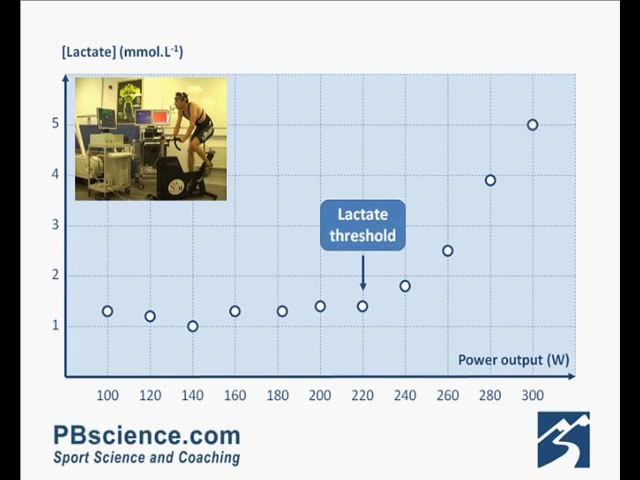 [Lactate] (mmol.L-1)
5
4
3
2
1
Lactate
threshold
Power output (W)
100 120 140 160 180 200 220 240 260 280 300
PBscience.com
Sport Science and Coaching